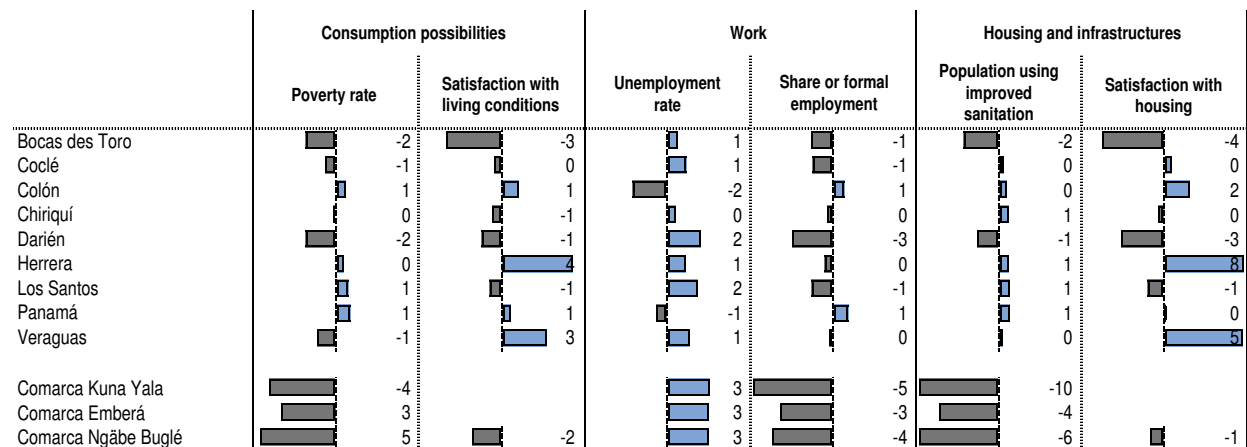 Consumption possibilities Work Housing and infrastructures
Poverty rate Satisfaction with living conditions Unemployment rate Share or formal employment Population using improved sanitation Satisfaction with housing
Bocas des Toro -2 -3 1 -1 -2 -4
Coclé -1 0 1 -1 0 0
Colón 1 1 -2 1 0 2
Chiriquí 0 -1 0 0 1 0
Darién -2 -1 2 -3 -1 -3
Herrera 0 4 1 0 1 8
Los Santos 1 -1 2 -1 1 -1
Panamá 1 1 -1 1 1 0
Veraguas -1 3 1 0 0 5
Comarca Kuna Yala -4 3 -5 -10
Comarca Emberá 3 3 -3 -4
Comarca Ngäbe Buglé 5 -2 3 -4 -6 -1